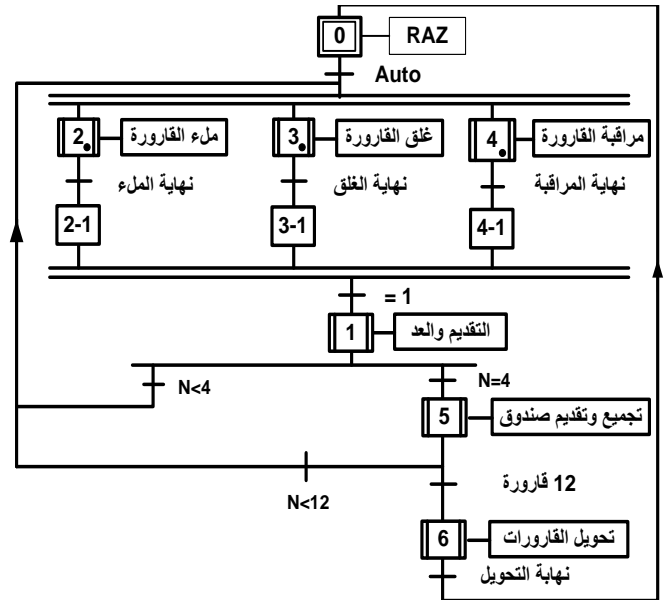 0
RAZ
Auto
2
ملء القارورة
3
غلق القارورة
4
مراقبة القارورة
نهاية الملء
نهاية الغلق
نهاية المراقبة
2-1
3-1
4-1
= 1
1
التقديم والعد
N<4
N=4
5
تجميع وتقديم صندوق
N<12
12 قارورة
6
تحويل القارورات
نهابة التحويل